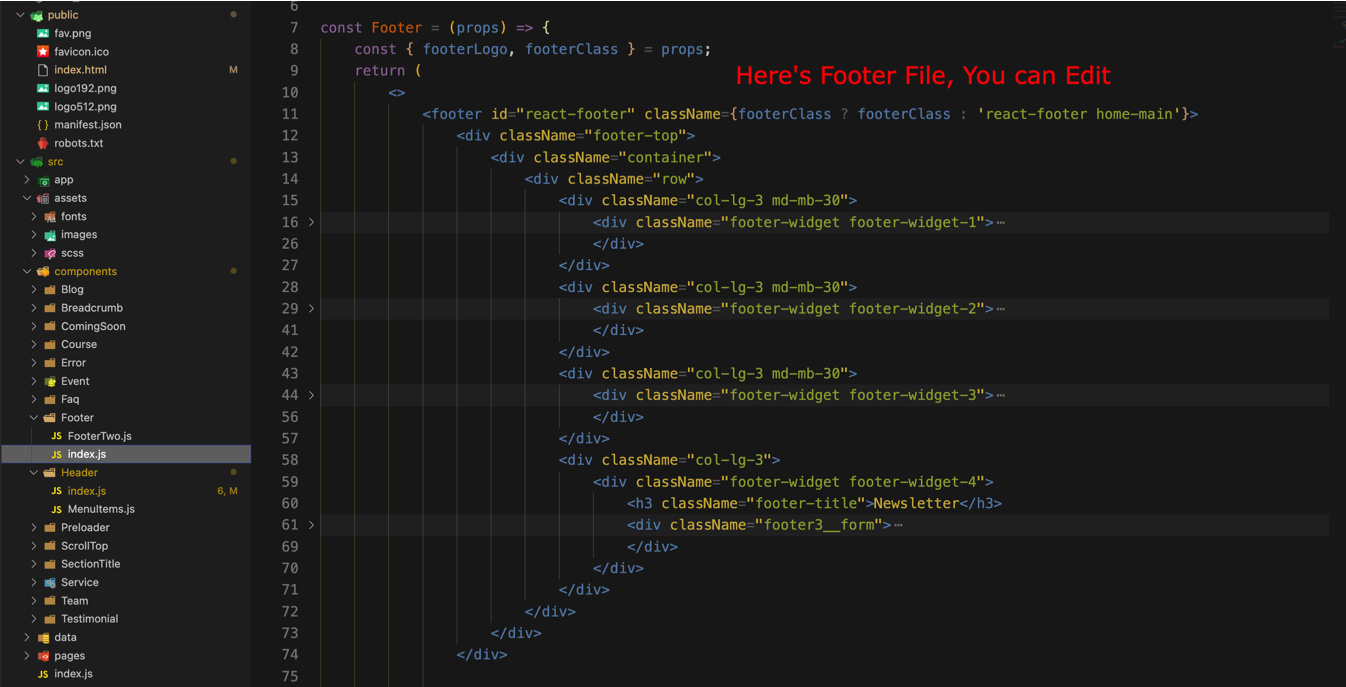 public
fav.png
favicon.ico
index.html M
logo192.png
logo512.png
manifest.json
robots.txt
src
app
assets
fonts
images
scss
components
Blog
Breadcrumb
ComingSoon
Course
Error
Event
Faq
Footer
JS FooterTwo.js
JS index.js
Header
JS index.js 6, M
JS MenuItems.js
Preloader
ScrollTop
SectionTitle
Service
Team
Testimonial
data
pages
JS index.js
6
7 const Footer = (props) => {
8 const { footerLogo, footerClass } = props;
9 return (
Here's Footer File, You can Edit
10 <>
11 <footer id="react-footer" className={footerClass ? footerClass : 'react-footer home-main'}>
12 <div className="footer-top">
13 <div className="container">
14 <div className="row">
15 <div className="col-lg-3 md-mb-30">
16 <div className="footer-widget footer-widget-1">…
26 </div>
27 </div>
28 <div className="col-lg-3 md-mb-30">
29 <div className="footer-widget footer-widget-2">…
41 </div>
42 </div>
43 <div className="col-lg-3 md-mb-30">
44 <div className="footer-widget footer-widget-3">…
56 </div>
57 </div>
58 <div className="col-lg-3">
59 <div className="footer-widget footer-widget-4">
60 <h3 className="footer-title">Newsletter</h3>
61 <div className="footer3__form">…
69 </div>
70 </div>
71 </div>
72 </div>
73 </div>
74 </div>
75